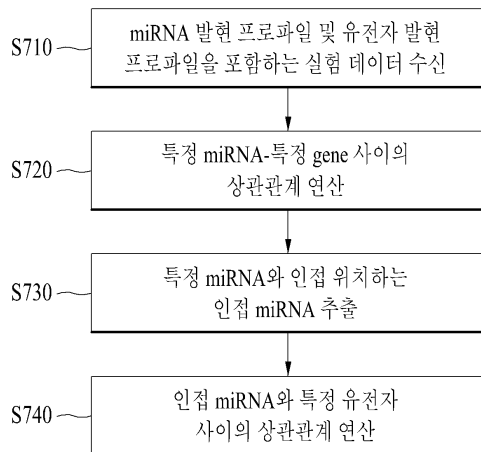 S710
miRNA 발현 프로파일 및 유전자 발현
프로파일을 포함하는 실험 데이터 수신
S720
특정 miRNA-특정 gene 사이의
상관관계 연산
S730
특정 miRNA와 인접 위치하는
인접 miRNA 추출
S740
인접 miRNA와 특정 유전자
사이의 상관관계 연산